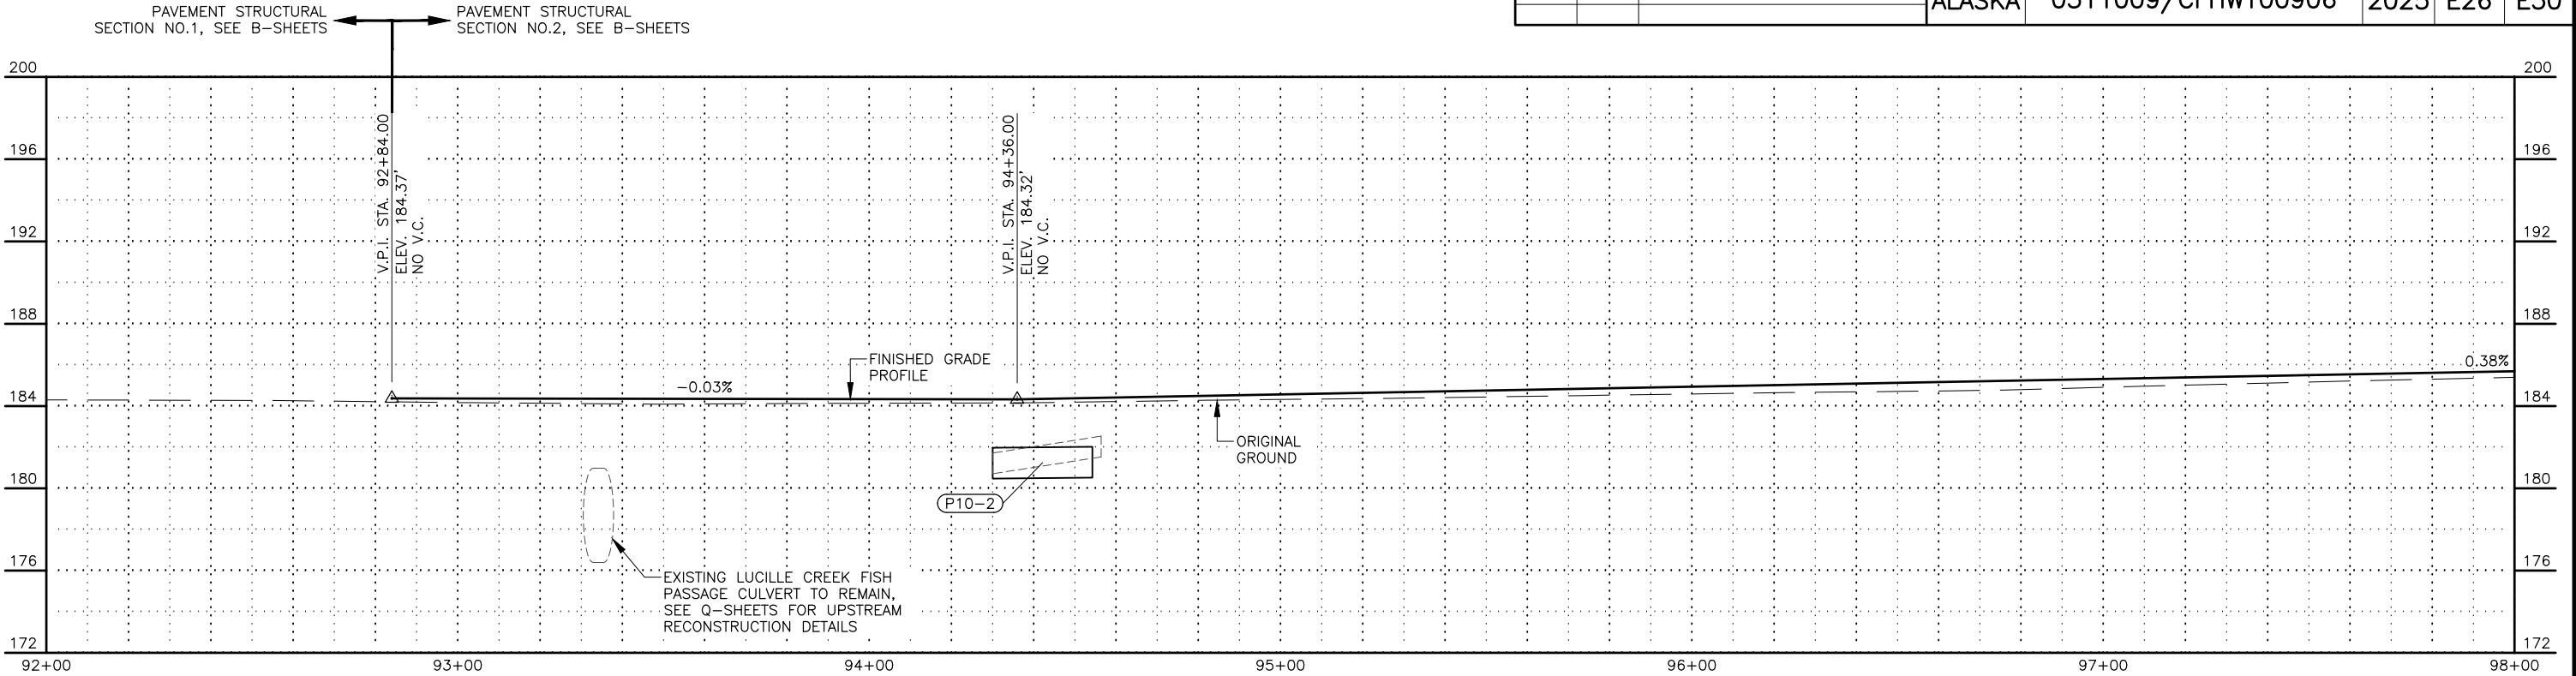 PAVEMENT STRUCTURAL
SECTION NO.1, SEE B-SHEETS
PAVEMENT STRUCTURAL
SECTION NO.2, SEE B-SHEETS
ALASKA 0311009/CFHWY00906 2025 E26 E30
200
200
196
196
192
192
188
188
184
184
180
180
176
176
172
172
V.P.I. STA. 92+84.00
ELEV. 184.37'
NO V.C.
V.P.I. STA. 94+36.00
ELEV. 184.32'
NO V.C.
-0.03%
FINISHED GRADE
PROFILE
0.38%
ORIGINAL
GROUND
P10-2
EXISTING LUCILLE CREEK FISH
PASSAGE CULVERT TO REMAIN,
SEE Q-SHEETS FOR UPSTREAM
RECONSTRUCTION DETAILS
92+00
93+00
94+00
95+00
96+00
97+00
98+00